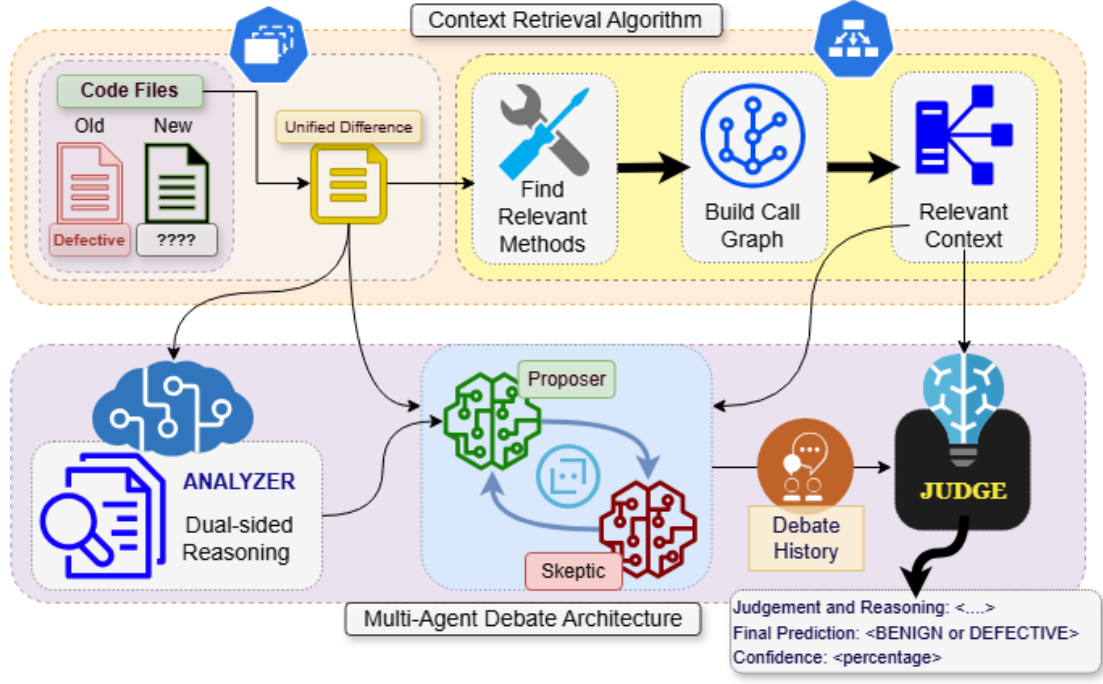 Context Retrieval Algorithm
Code Files
Old
New
Defective
????
Unified Difference
Find
Relevant
Methods
Build Call
Graph
Relevant
Context
ANALYZER
Dual-sided
Reasoning
Proposer
Skeptic
Debate
History
JUDGE
Multi-Agent Debate Architecture
Judgement and Reasoning: <....>
Final Prediction: <BENIGN or DEFECTIVE>
Confidence: <percentage>